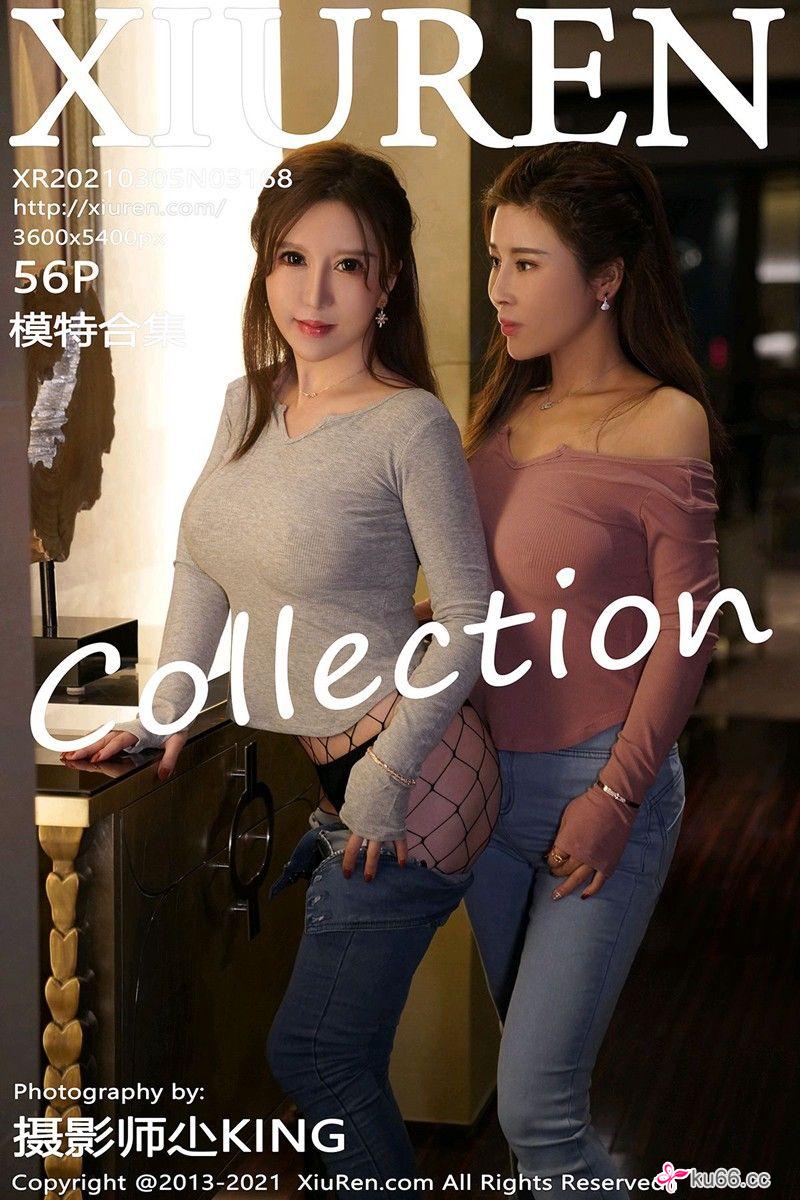 XIUREN
XR20210305N03168
http://xiuren.com/
3600x5400px
56P
模特合集
Collection
Photography by:
摄影师尛KING
Copyright @2013-2021 XiuRen.com All Rights Reserved
ku66.cc